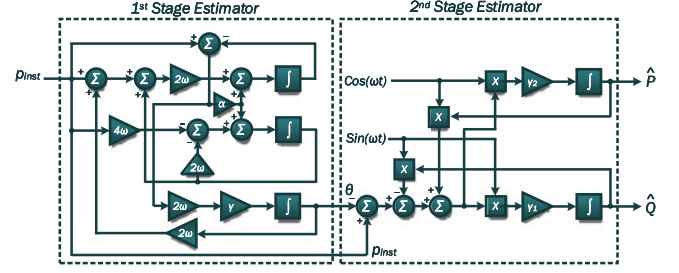 1st Stage Estimator
2nd Stage Estimator
+ Σ −
pinst + Σ + Σ 2ω + Σ ∫
+ + +
Cos(ωt) X γ2 ∫ P̂
α
X
4ω − Σ + Σ ∫
− +
Sin(ωt)
2ω
X
θ
2ω γ ∫ − Σ + Σ + Σ X γ1 ∫ Q̂
+ − +
2ω
pinst